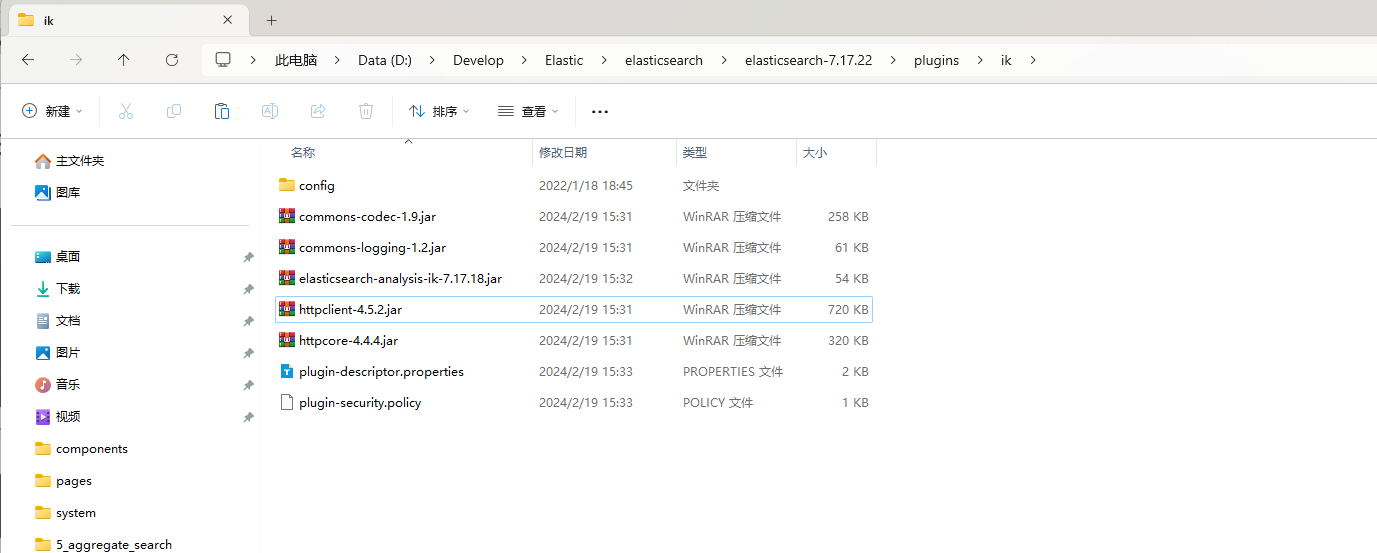 ik
此电脑 Data (D:) Develop Elastic elasticsearch elasticsearch-7.17.22 plugins ik
新建 排序 查看
名称 修改日期 类型 大小
主文件夹
图库
桌面
下载
文档
图片
音乐
视频
components
pages
system
5_aggregate_search
config 2022/1/18 18:45 文件夹
commons-codec-1.9.jar 2024/2/19 15:31 WinRAR 压缩文件 258 KB
commons-logging-1.2.jar 2024/2/19 15:31 WinRAR 压缩文件 61 KB
elasticsearch-analysis-ik-7.17.18.jar 2024/2/19 15:32 WinRAR 压缩文件 54 KB
httpclient-4.5.2.jar 2024/2/19 15:31 WinRAR 压缩文件 720 KB
httpcore-4.4.4.jar 2024/2/19 15:31 WinRAR 压缩文件 320 KB
plugin-descriptor.properties 2024/2/19 15:33 PROPERTIES 文件 2 KB
plugin-security.policy 2024/2/19 15:33 POLICY 文件 1 KB